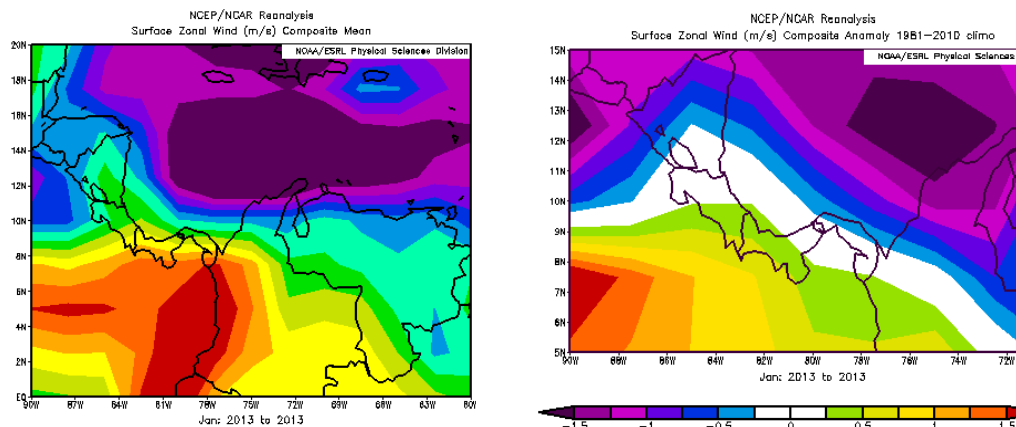 NCEP/NCAR Reanalysis
Surface Zonal Wind (m/s) Composite Mean
NOAA/ESRL Physical Sciences Division
20N
18N
16N
14N
12N
10N
8N
6N
4N
2N
EQ
90W 87W 84W 81W 78W 75W 72W 69W 66W 63W 60W
Jan: 2013 to 2013
NCEP/NCAR Reanalysis
Surface Zonal Wind (m/s) Composite Anomaly 1981-2010 climo
NOAA/ESRL Physical Sciences
15N
14N
13N
12N
11N
10N
9N
8N
7N
6N
5N
90W 88W 86W 84W 82W 80W 78W 76W 74W 72W
Jan: 2013 to 2013
-1.5 -1 -0.5 0 0.5 1 1.5